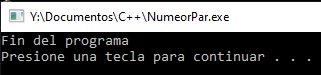 Y:\Documentos\C++\NumeorPar.exe
Fin del programa
Presione una tecla para continuar . . .